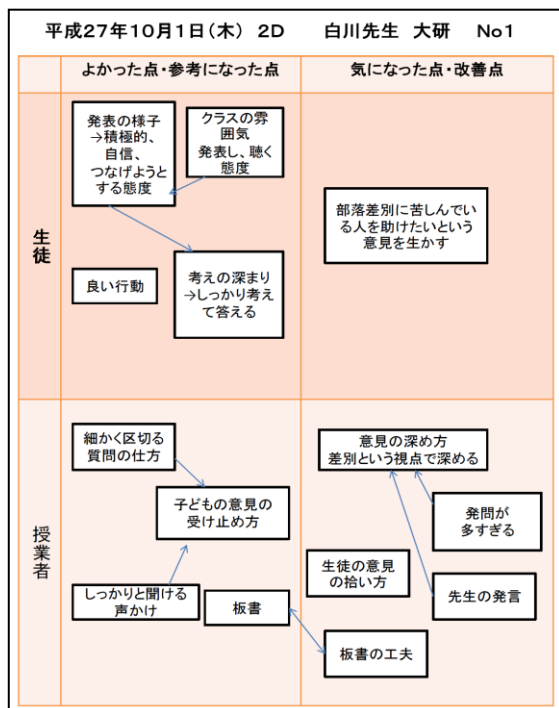 平成27年10月1日(木) 2D 白川先生 大研 No1
よかった点・参考になった点
気になった点・改善点
生徒
発表の様子
→積極的、
自信、
つなげようと
する態度
クラスの雰
囲気
発表し、聴く
態度
良い行動
考えの深まり
→しっかり考え
て答える
部落差別に苦しんでい
る人を助けたいという
意見を生かす
授業者
細かく区切る
質問の仕方
子どもの意見の
受け止め方
しっかりと聞ける
声かけ
板書
意見の深め方
差別という視点で深める
発問が
多すぎる
生徒の意見
の拾い方
先生の発言
板書の工夫